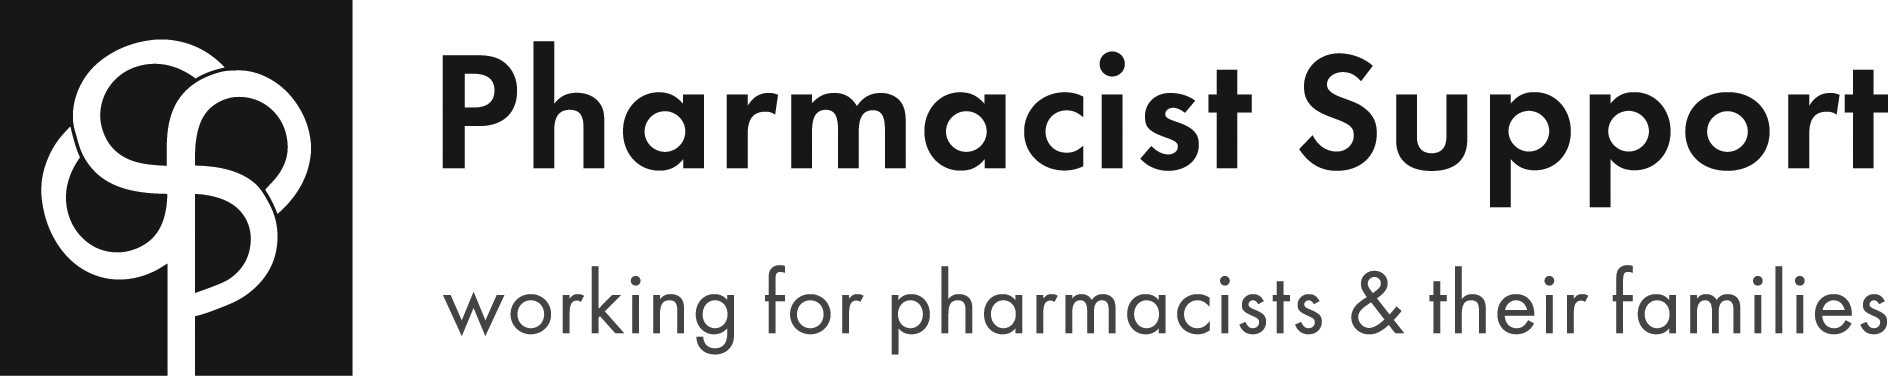 Pharmacist Support
working for pharmacists & their families